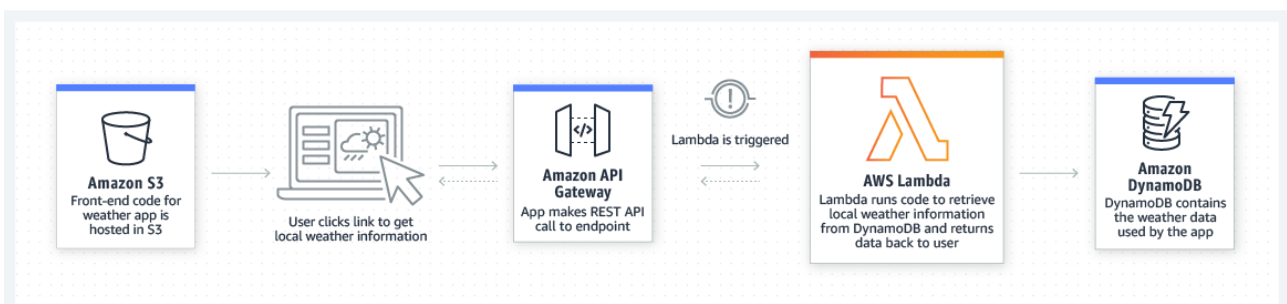 Amazon S3
Front-end code for
weather app is
hosted in S3
User clicks link to get
local weather information
</>
Amazon API
Gateway
App makes REST API
call to endpoint
!
Lambda is triggered
AWS Lambda
Lambda runs code to retrieve
local weather information
from DynamoDB and returns
data back to user
Amazon
DynamoDB
DynamoDB contains
the weather data
used by the app